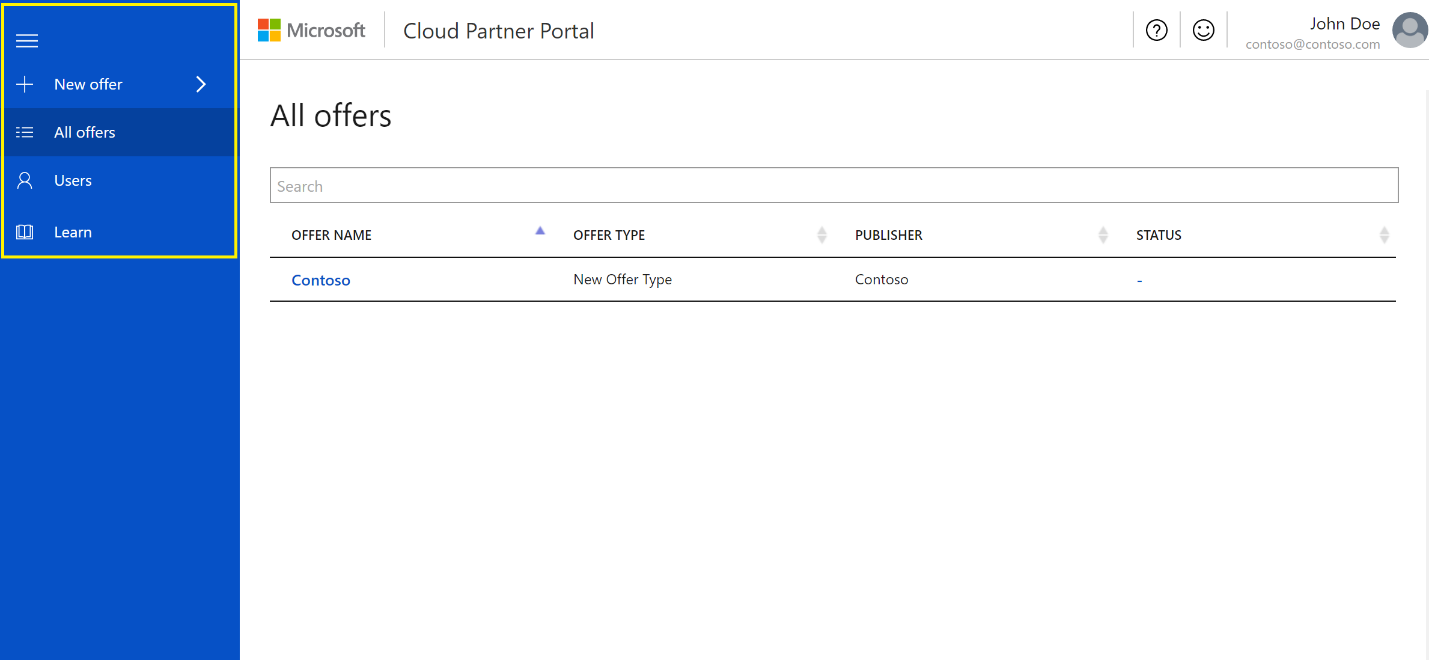 New offer
All offers
Users
Learn
Microsoft
Cloud Partner Portal
John Doe
contoso@contoso.com
All offers
Search
OFFER NAME OFFER TYPE PUBLISHER STATUS
Contoso New Offer Type Contoso -